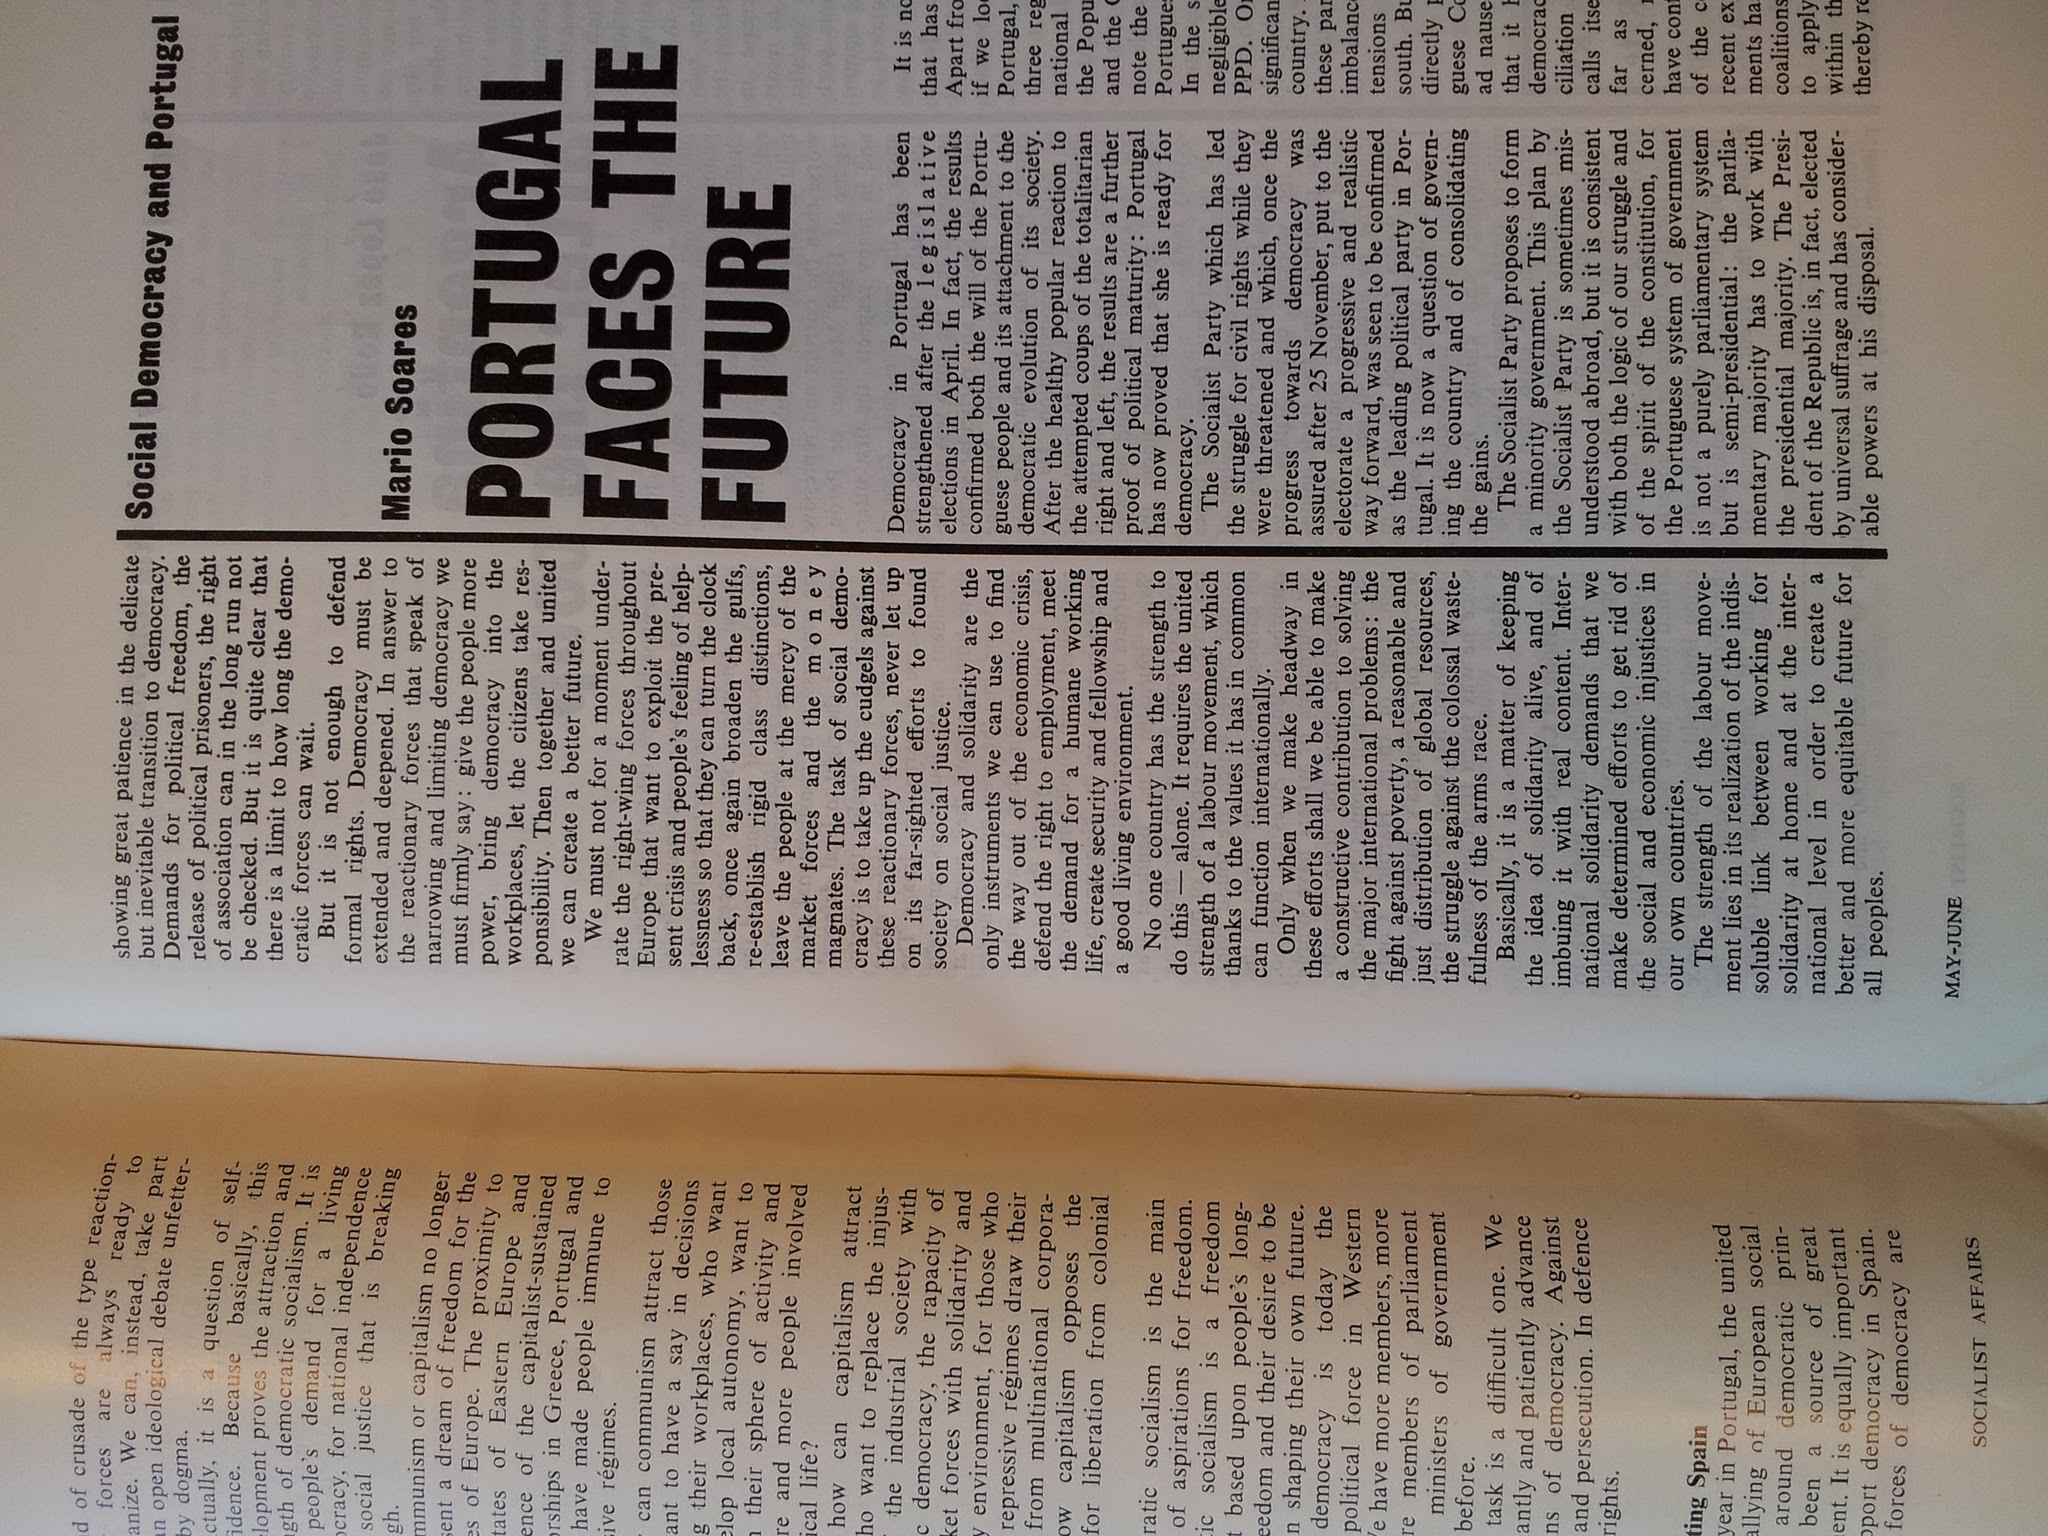 d of crusade of the type reaction-
forces are always ready to
anize. We can, instead, take part
n open ideological debate unfetter-
by dogma.
ctually, it is a question of self-
idence. Because basically, this
lopment proves the attraction and
ngth of democratic socialism. It is
people's demand for a living
ocracy, for national independence
social justice that is breaking
gh.
mmunism or capitalism no longer
sent a dream of freedom for the
es of Europe. The proximity to
tates of Eastern Europe and
ence of the capitalist-sustained
orships in Greece, Portugal and
have made people immune to
sive régimes.
can communism attract those
ant to have a say in decisions
g their workplaces, who want
elop local autonomy, want to
n their sphere of activity and
re and more people involved
ical life?
how can capitalism attract
ho want to replace the injus-
the industrial society with
c democracy, the rapacity of
ket forces with solidarity and
y environment, for those who
repressive régimes draw their
from multinational corpora-
ow capitalism opposes the
for liberation from colonial
ratic socialism is the main
of aspirations for freedom.
ic socialism is a freedom
t based upon people's long-
eedom and their desire to be
n shaping their own future.
democracy is today the
political force in Western
We have more members, more
re members of parliament
ministers of government
before.
task is a difficult one. We
antly and patiently advance
ns of democracy. Against
and persecution. In defence
rights.
ting Spain
year in Portugal, the united
allying of European social
around democratic prin-
been a source of great
ent. It is equally important
pport democracy in Spain.
forces of democracy are
SOCIALIST AFFAIRS
showing great patience in the delicate
but inevitable transition to democracy.
Demands for political freedom, the
release of political prisoners, the right
of association can in the long run not
be checked. But it is quite clear that
there is a limit to how long the demo-
cratic forces can wait.
But it is not enough to defend
formal rights. Democracy must be
extended and deepened. In answer to
the reactionary forces that speak of
narrowing and limiting democracy we
must firmly say: give the people more
power, bring democracy into the
workplaces, let the citizens take res-
ponsibility. Then together and united
we can create a better future.
We must not for a moment under-
rate the right-wing forces throughout
Europe that want to exploit the pre-
sent crisis and people's feeling of help-
lessness so that they can turn the clock
back, once again broaden the gulfs,
re-establish rigid class distinctions,
leave the people at the mercy of the
market forces and the money
magnates. The task of social demo-
cracy is to take up the cudgels against
these reactionary forces, never let up
on its far-sighted efforts to found
society on social justice.
Democracy and solidarity are the
only instruments we can use to find
the way out of the economic crisis,
defend the right to employment, meet
the demand for a humane working
life, create security and fellowship and
a good living environment.
No one country has the strength to
do this — alone. It requires the united
strength of a labour movement, which
thanks to the values it has in common
can function internationally.
Only when we make headway in
these efforts shall we be able to make
a constructive contribution to solving
the major international problems: the
fight against poverty, a reasonable and
just distribution of global resources,
the struggle against the colossal waste-
fulness of the arms race.
Basically, it is a matter of keeping
the idea of solidarity alive, and of
imbuing it with real content. Inter-
national solidarity demands that we
make determined efforts to get rid of
the social and economic injustices in
our own countries.
The strength of the labour move-
ment lies in its realization of the indis-
soluble link between working for
solidarity at home and at the inter-
national level in order to create a
better and more equitable future for
all peoples.
MAY-JUNE
Social Democracy and Portugal
Mario Soares
PORTUGAL
FACES THE
FUTURE
Democracy in Portugal has been
strengthened after the legislative
elections in April. In fact, the results
confirmed both the will of the Portu-
guese people and its attachment to the
democratic evolution of its society.
After the healthy popular reaction to
the attempted coups of the totalitarian
right and left, the results are a further
proof of political maturity: Portugal
has now proved that she is ready for
democracy.
The Socialist Party which has led
the struggle for civil rights while they
were threatened and which, once the
progress towards democracy was
assured after 25 November, put to the
electorate a progressive and realistic
way forward, was seen to be confirmed
as the leading political party in Por-
tugal. It is now a question of govern-
ing the country and of consolidating
the gains.
The Socialist Party proposes to form
a minority government. This plan by
the Socialist Party is sometimes mis-
understood abroad, but it is consistent
with both the logic of our struggle and
of the spirit of the constitution, for
the Portuguese system of government
is not a purely parliamentary system
but is semi-presidential: the parlia-
mentary majority has to work with
the presidential majority. The Presi-
dent of the Republic is, in fact, elected
by universal suffrage and has consider-
able powers at his disposal.
It is no
that has
Apart fro
if we loo
Portugal,
three reg
national
the Popu
and the C
note the
Portugues
In the s
negligible
PPD. On
significan
country.
these par
imbalance
tensions
south. Bu
directly p
guese Co
ad nause
that it h
democrac
ciliation
calls itse
far as
cerned,
have cont
of the c
recent ex
ments ha
coalitions
to apply
within th
thereby re